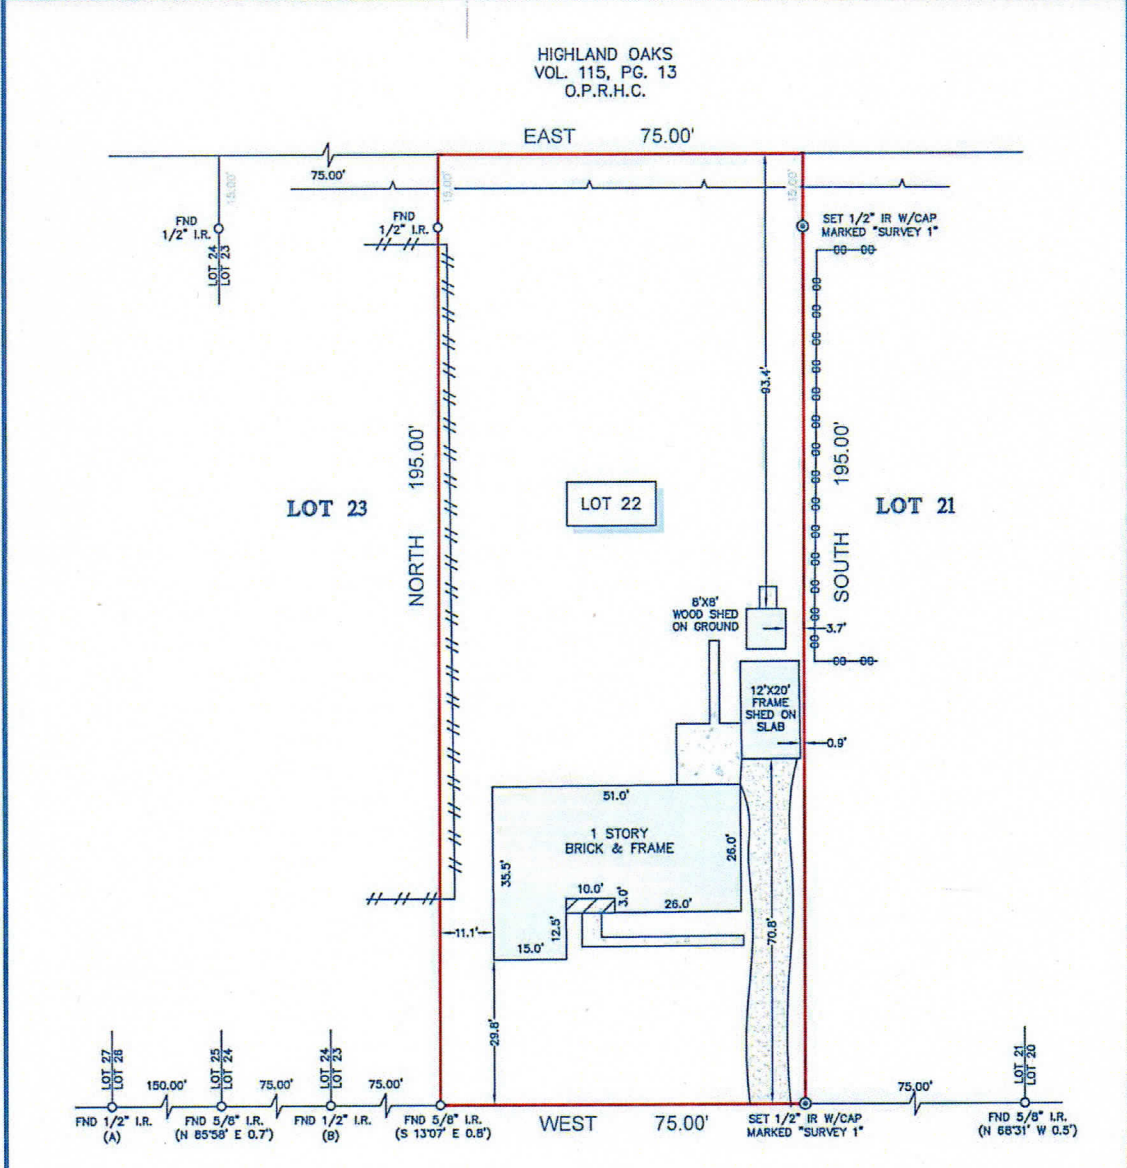 HIGHLAND OAKS
VOL. 115, PG. 13
O.P.R.H.C.
EAST 75.00'
75.00'
15.00'
15.00'
15.00'
FND
1/2" I.R.
LOT 24
LOT 23
FND
1/2" I.R.
SET 1/2" IR W/CAP
MARKED "SURVEY 1"
93.4'
NORTH 195.00'
SOUTH 195.00'
LOT 23
LOT 22
LOT 21
8'X8'
WOOD SHED
ON GROUND
3.7'
12'X20'
FRAME
SHED ON
SLAB
0.9'
51.0'
1 STORY
BRICK & FRAME
35.5'
26.0'
10.0'
3.0'
26.0'
12.5'
15.0'
11.1'
70.8'
29.8'
LOT 27
LOT 26
LOT 25
LOT 24
LOT 24
LOT 23
LOT 21
LOT 20
150.00'
75.00'
75.00'
75.00'
FND 1/2" I.R.
(A)
FND 5/8" I.R.
(N 85°58' E 0.7')
FND 1/2" I.R.
(B)
FND 5/8" I.R.
(S 13°07' E 0.8')
WEST 75.00'
SET 1/2" IR W/CAP
MARKED "SURVEY 1"
FND 5/8" I.R.
(N 68°31' W 0.5')